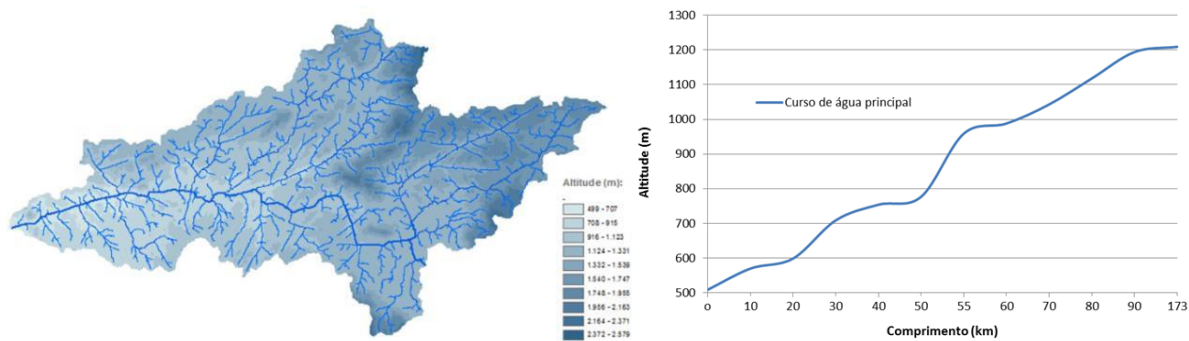 Altitude (m):
499 - 707
708 - 915
916 - 1.123
1.124 - 1.331
1.332 - 1.539
1.540 - 1.747
1.748 - 1.955
1.956 - 2.163
2.164 - 2.371
2.372 - 2.579
1300
1200
1100
1000
900
800
700
600
500
Altitude (m)
Curso de água principal
o 10 20 30 40 50 55 60 70 80 90 173
Comprimento (km)